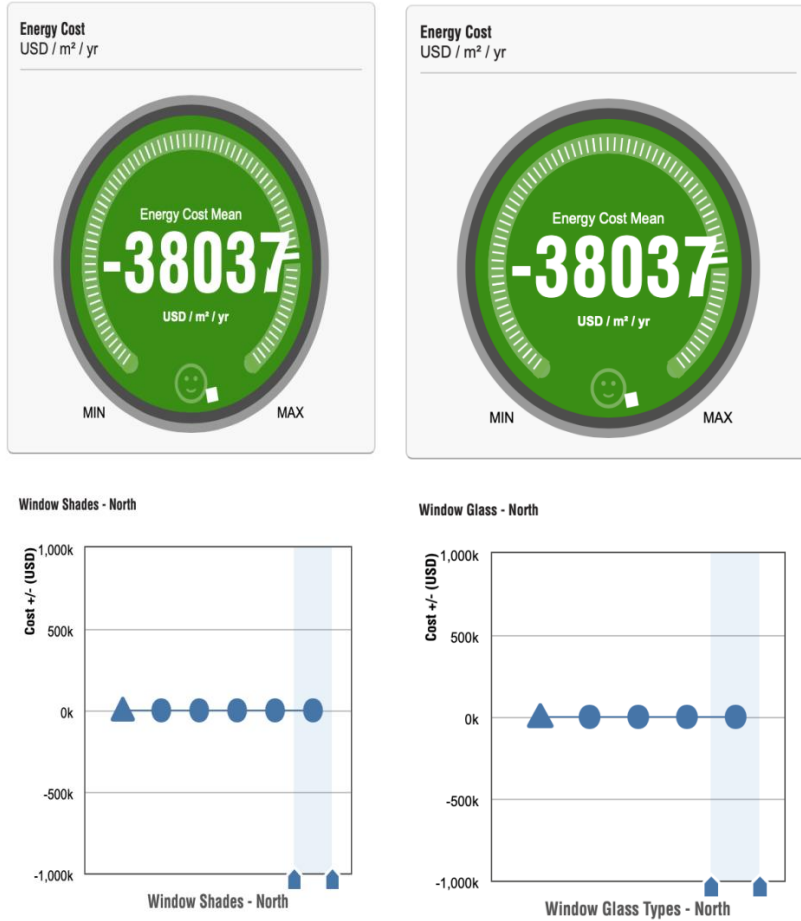 Energy Cost
USD / m² / yr
Energy Cost Mean
-38037
USD / m² / yr
MIN
MAX
Energy Cost
USD / m² / yr
Energy Cost Mean
-38037
USD / m² / yr
MIN
MAX
Window Shades - North
Cost +/- (USD)
1,000k
500k
0k
-500k
-1,000k
Window Shades - North
Window Glass - North
Cost +/- (USD)
1,000k
500k
0k
-500k
-1,000k
Window Glass Types - North